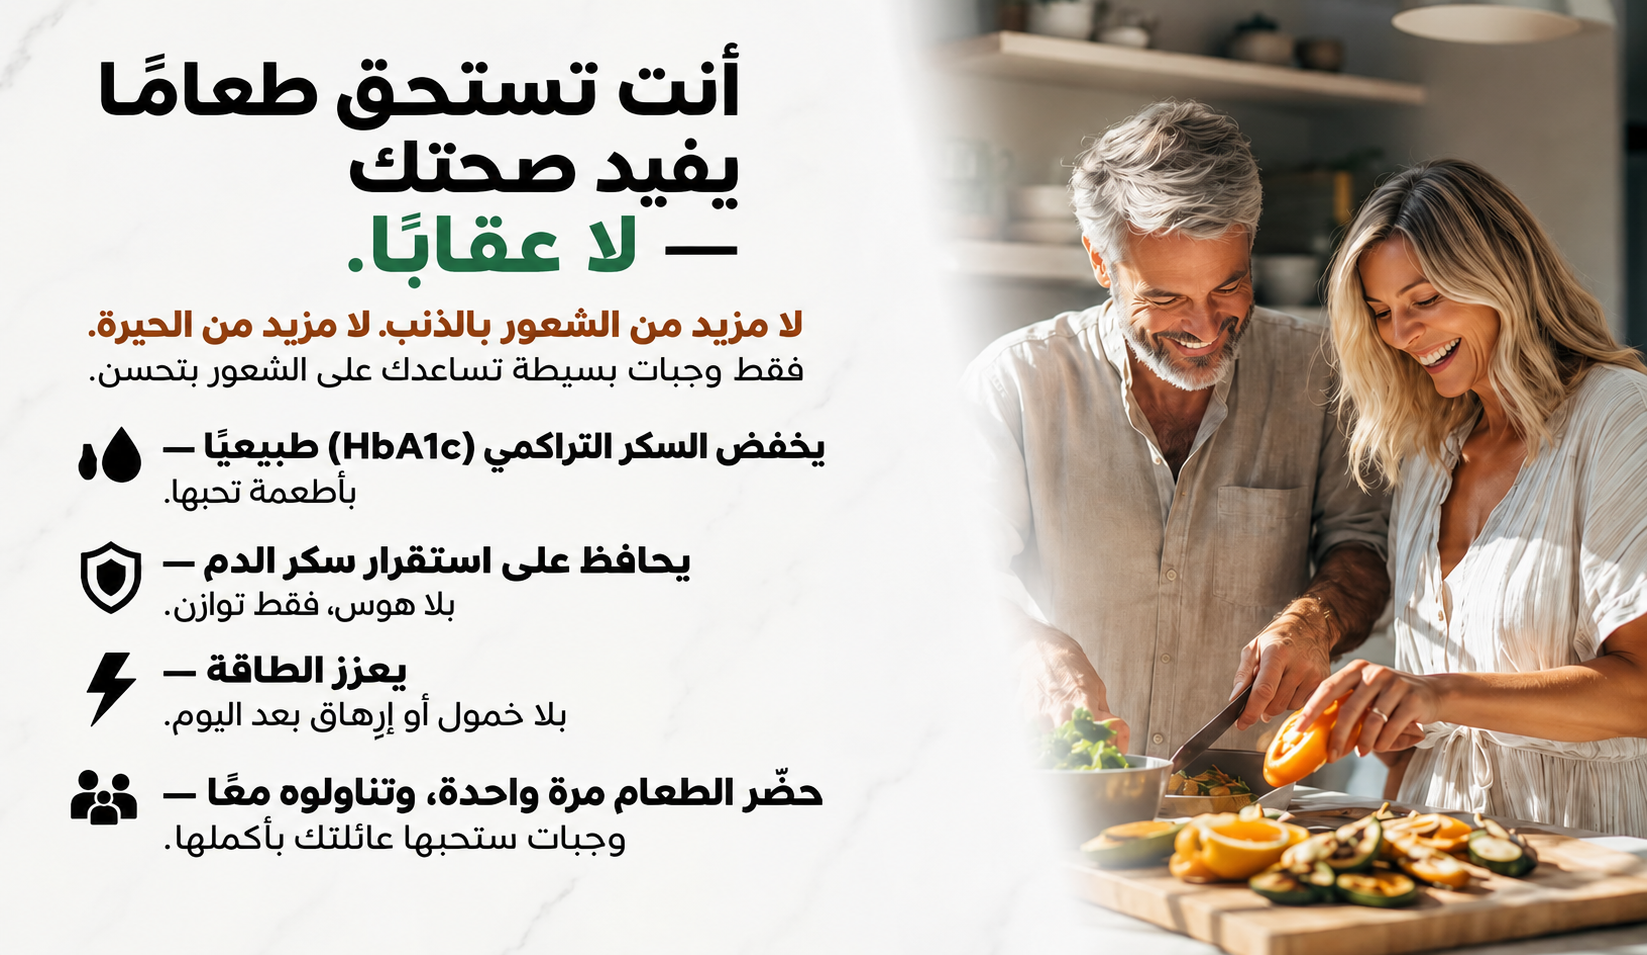 أنت تستحق طعامًا
يفيد صحتك
— لا عقابًا.
لا مزيد من الشعور بالذنب. لا مزيد من الحيرة.
فقط وجبات بسيطة تساعدك على الشعور بتحسن.
يخفض السكر التراكمي (HbA1c) طبيعيًا —
بأطعمة تحبها.
يحافظ على استقرار سكر الدم —
بلا هوس، فقط توازن.
يعزز الطاقة —
بلا خمول أو إرِهاق بعد اليوم.
حضّر الطعام مرة واحدة، وتناولوه معًا —
وجبات ستحبها عائلتك بأكملها.